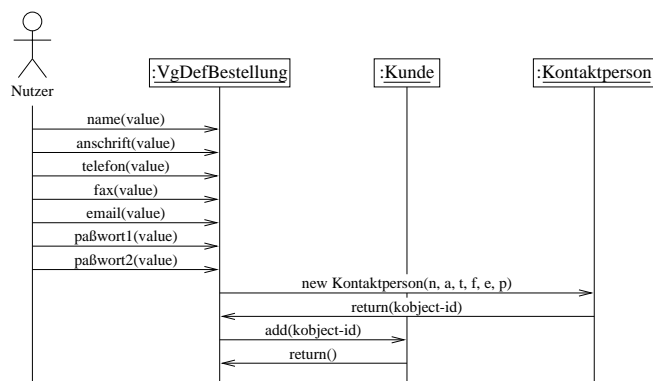 :VgDefBestellung
:Kunde
:Kontaktperson
Nutzer
name(value)
anschrift(value)
telefon(value)
fax(value)
email(value)
paßwort1(value)
paßwort2(value)
new Kontaktperson(n, a, t, f, e, p)
return(kobject-id)
add(kobject-id)
return()